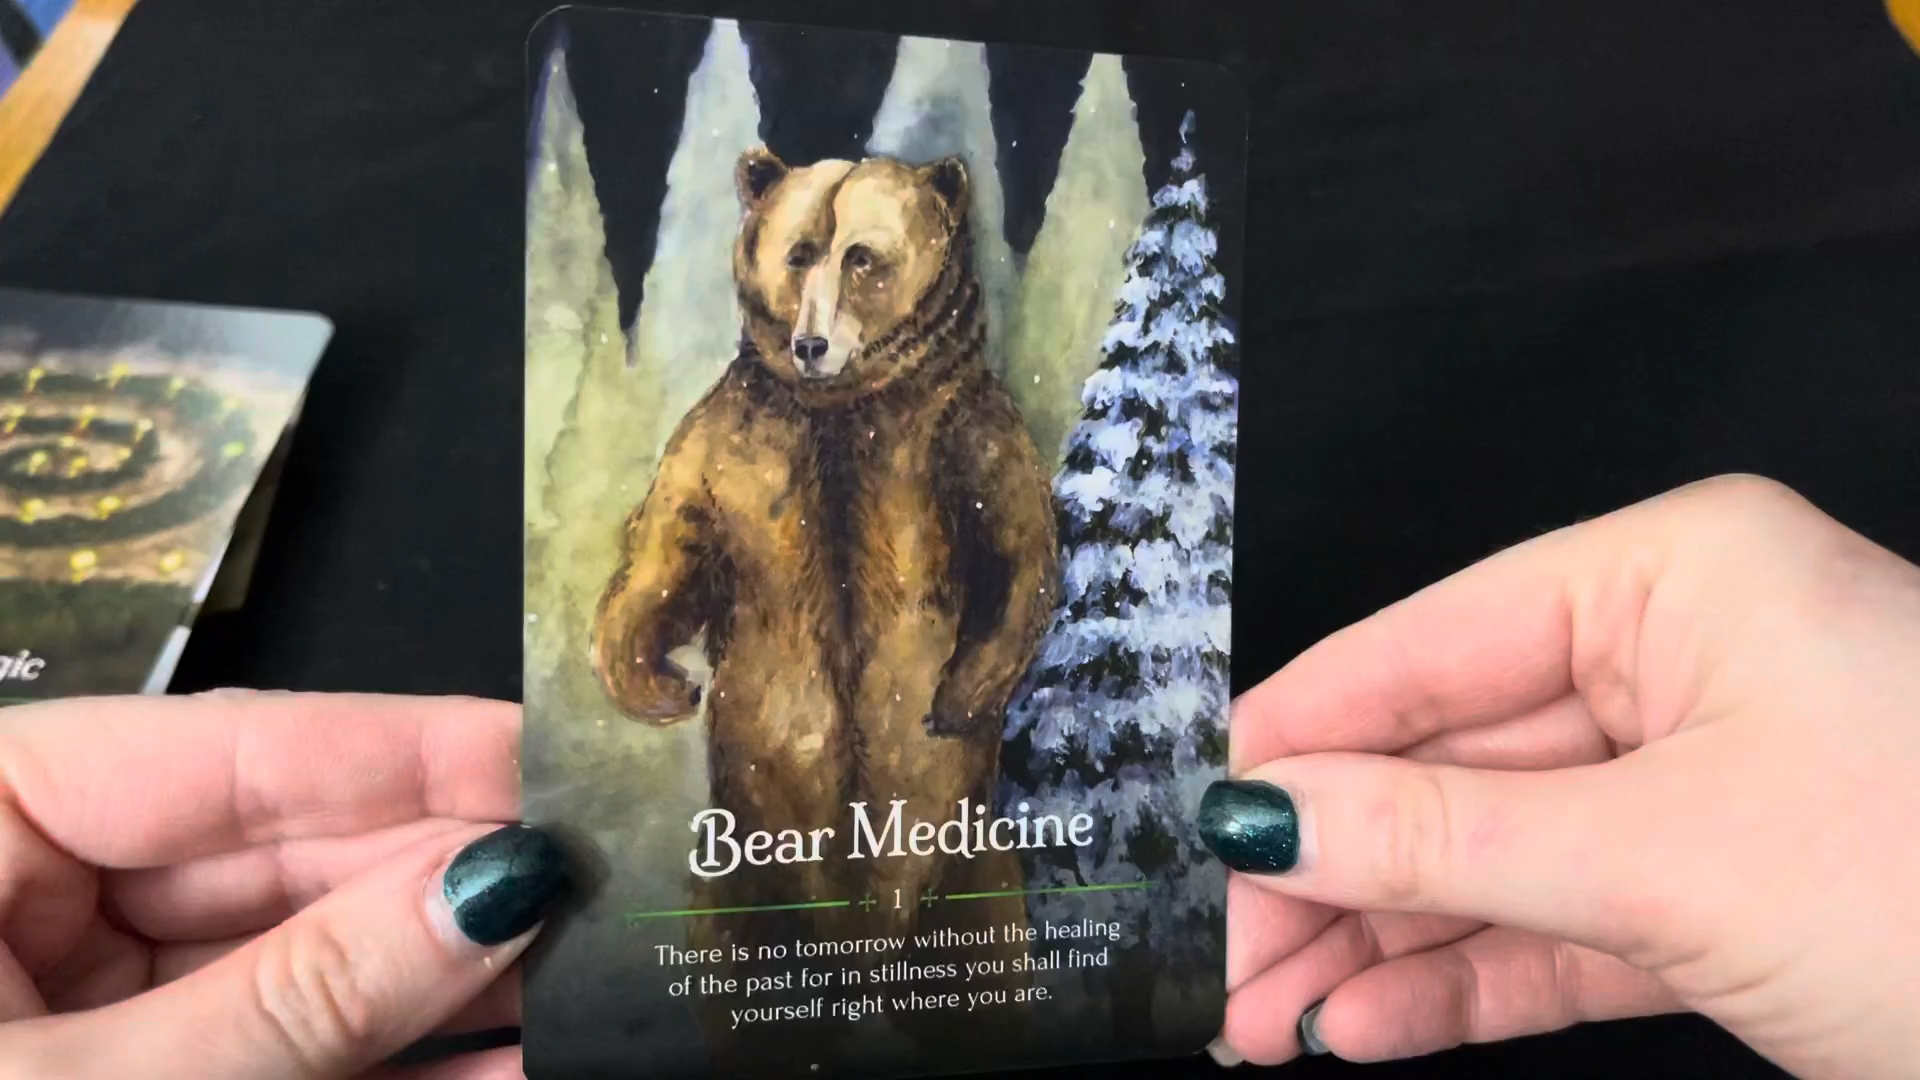 Bear Medicine
1
There is no tomorrow without the healing
of the past for in stillness you shall find
yourself right where you are.